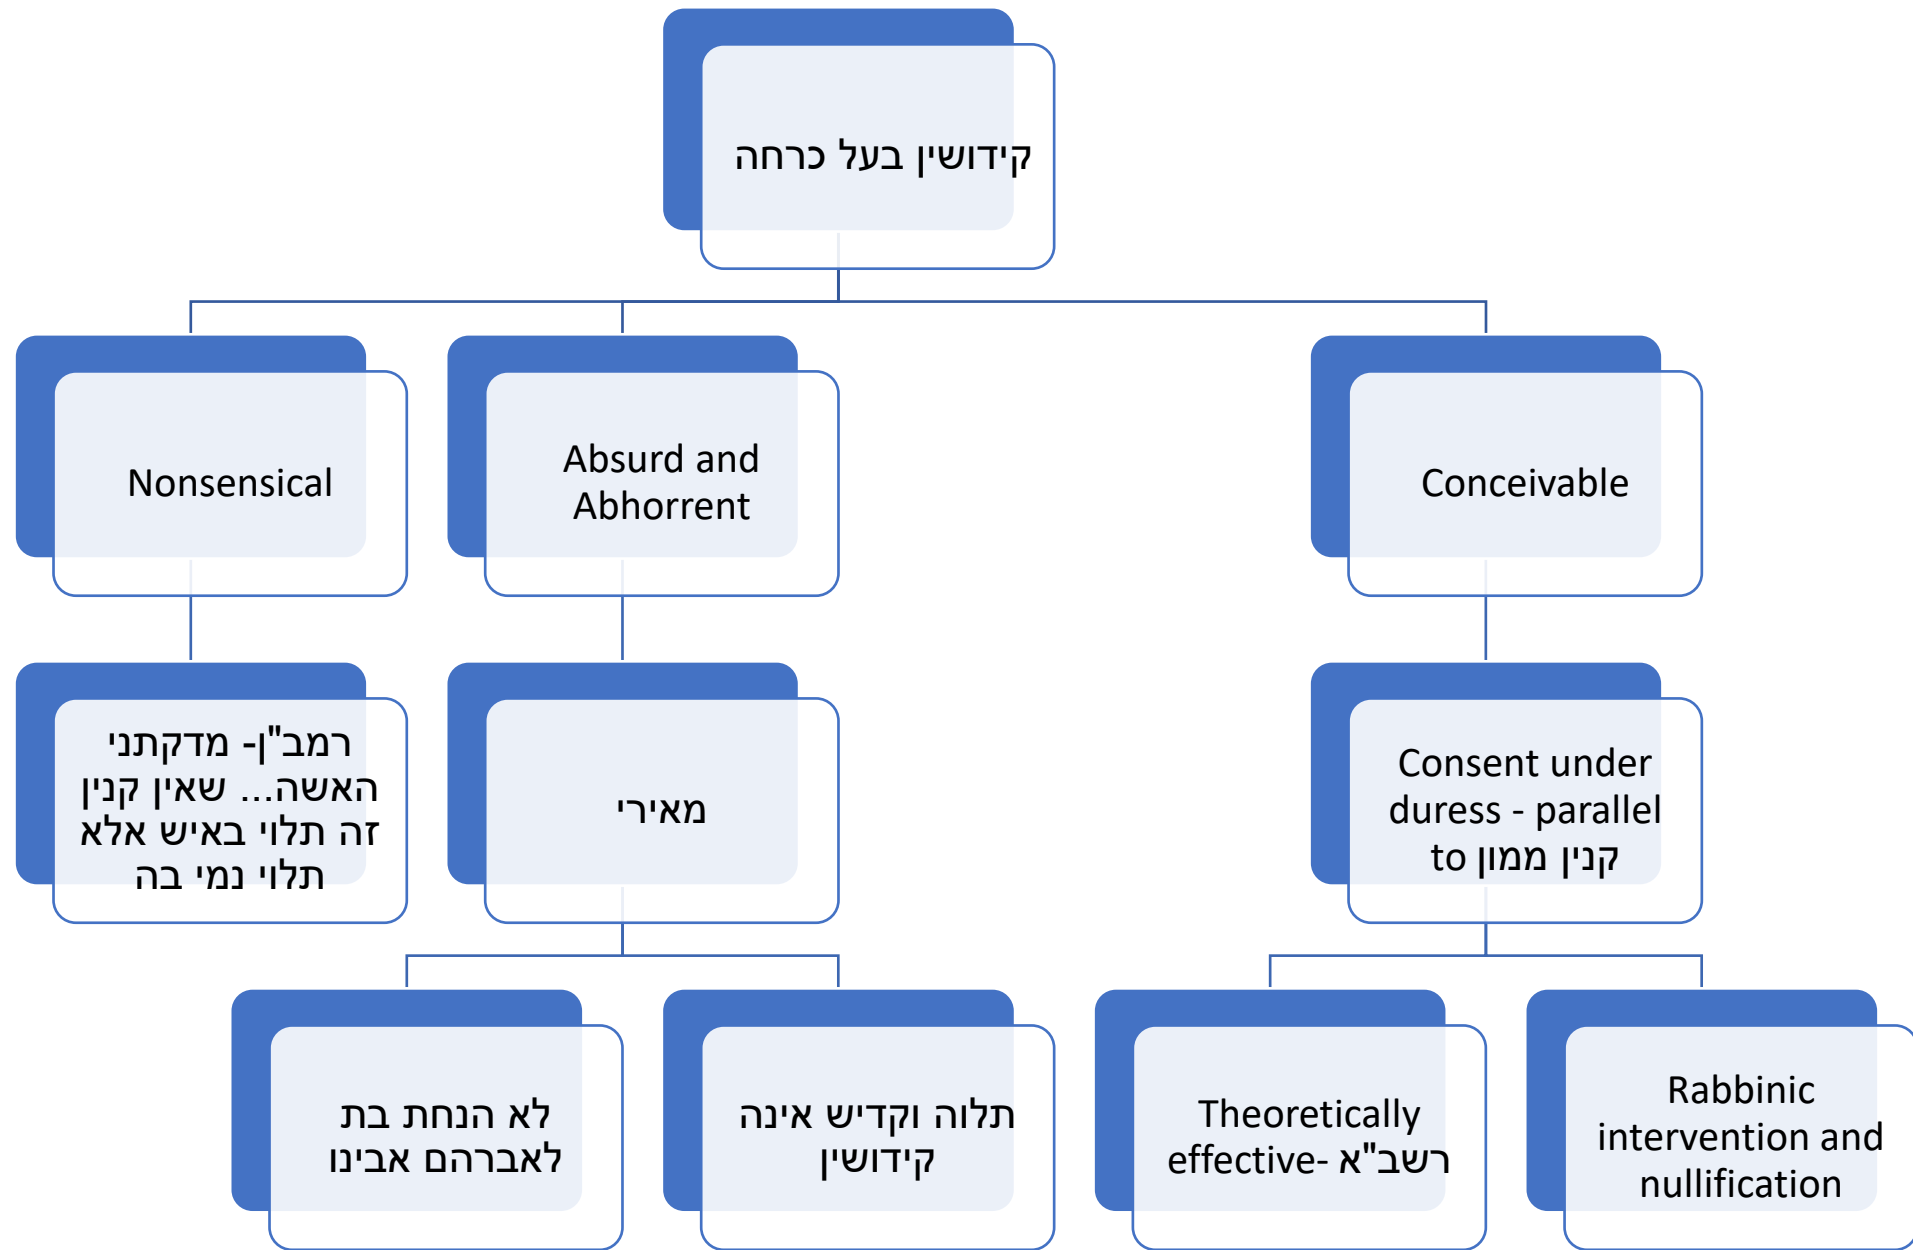 קידושין בעל כרחה
Nonsensical
Absurd and
Abhorrent
Conceivable
רמב"ן- מדקתני
האשה... שאין קנין
זה תלוי באיש אלא
תלוי נמי בה
מאירי
Consent under
duress - parallel
to קנין ממון
לא הנחת בת
לאברהם אבינו
תלוה וקדיש אינה
קידושין
Theoretically
effective- רשב"א
Rabbinic
intervention and
nullification